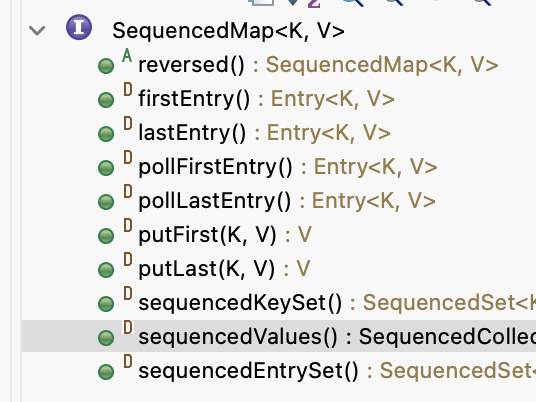 I SequencedMap<K, V>
A reversed() : SequencedMap<K, V>
D firstEntry() : Entry<K, V>
D lastEntry() : Entry<K, V>
D pollFirstEntry() : Entry<K, V>
D pollLastEntry() : Entry<K, V>
D putFirst(K, V) : V
D putLast(K, V) : V
D sequencedKeySet() : SequencedSet<K
D sequencedValues() : SequencedCollec
D sequencedEntrySet() : SequencedSet<